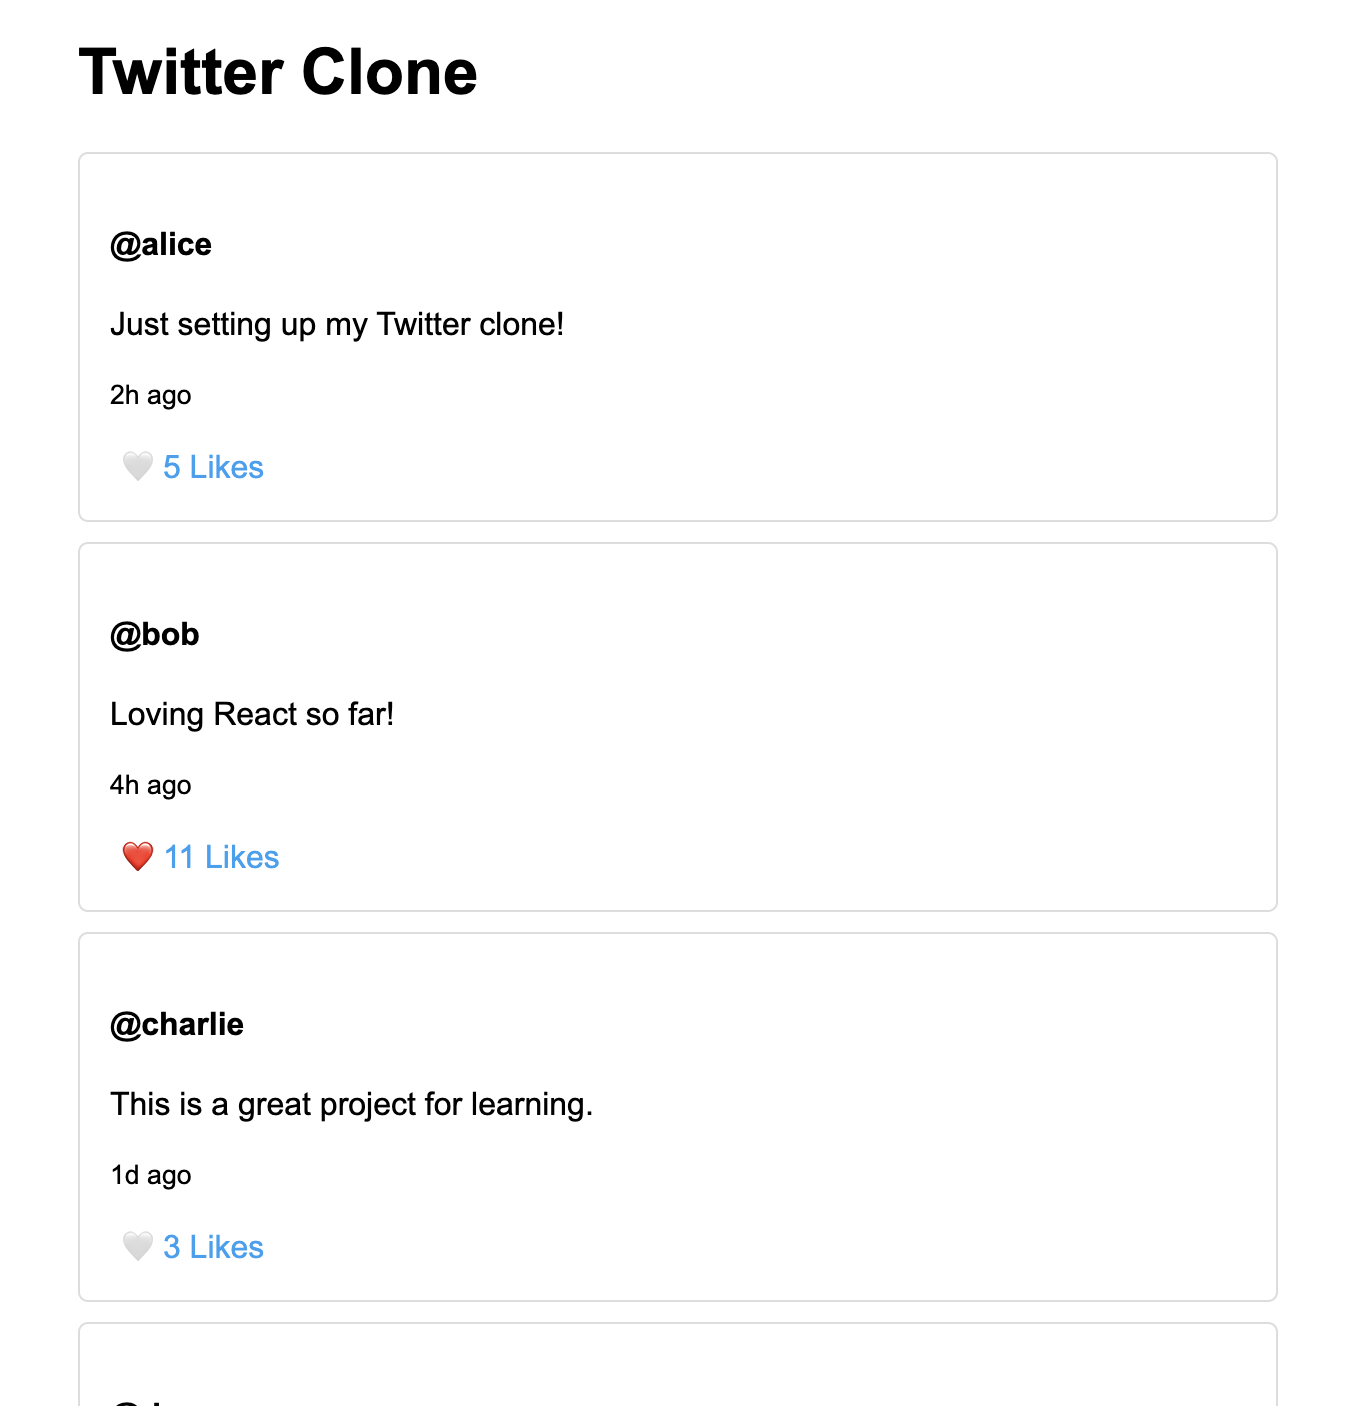 Twitter Clone
@alice
Just setting up my Twitter clone!
2h ago
🤍 5 Likes
@bob
Loving React so far!
4h ago
❤️ 11 Likes
@charlie
This is a great project for learning.
1d ago
🤍 3 Likes